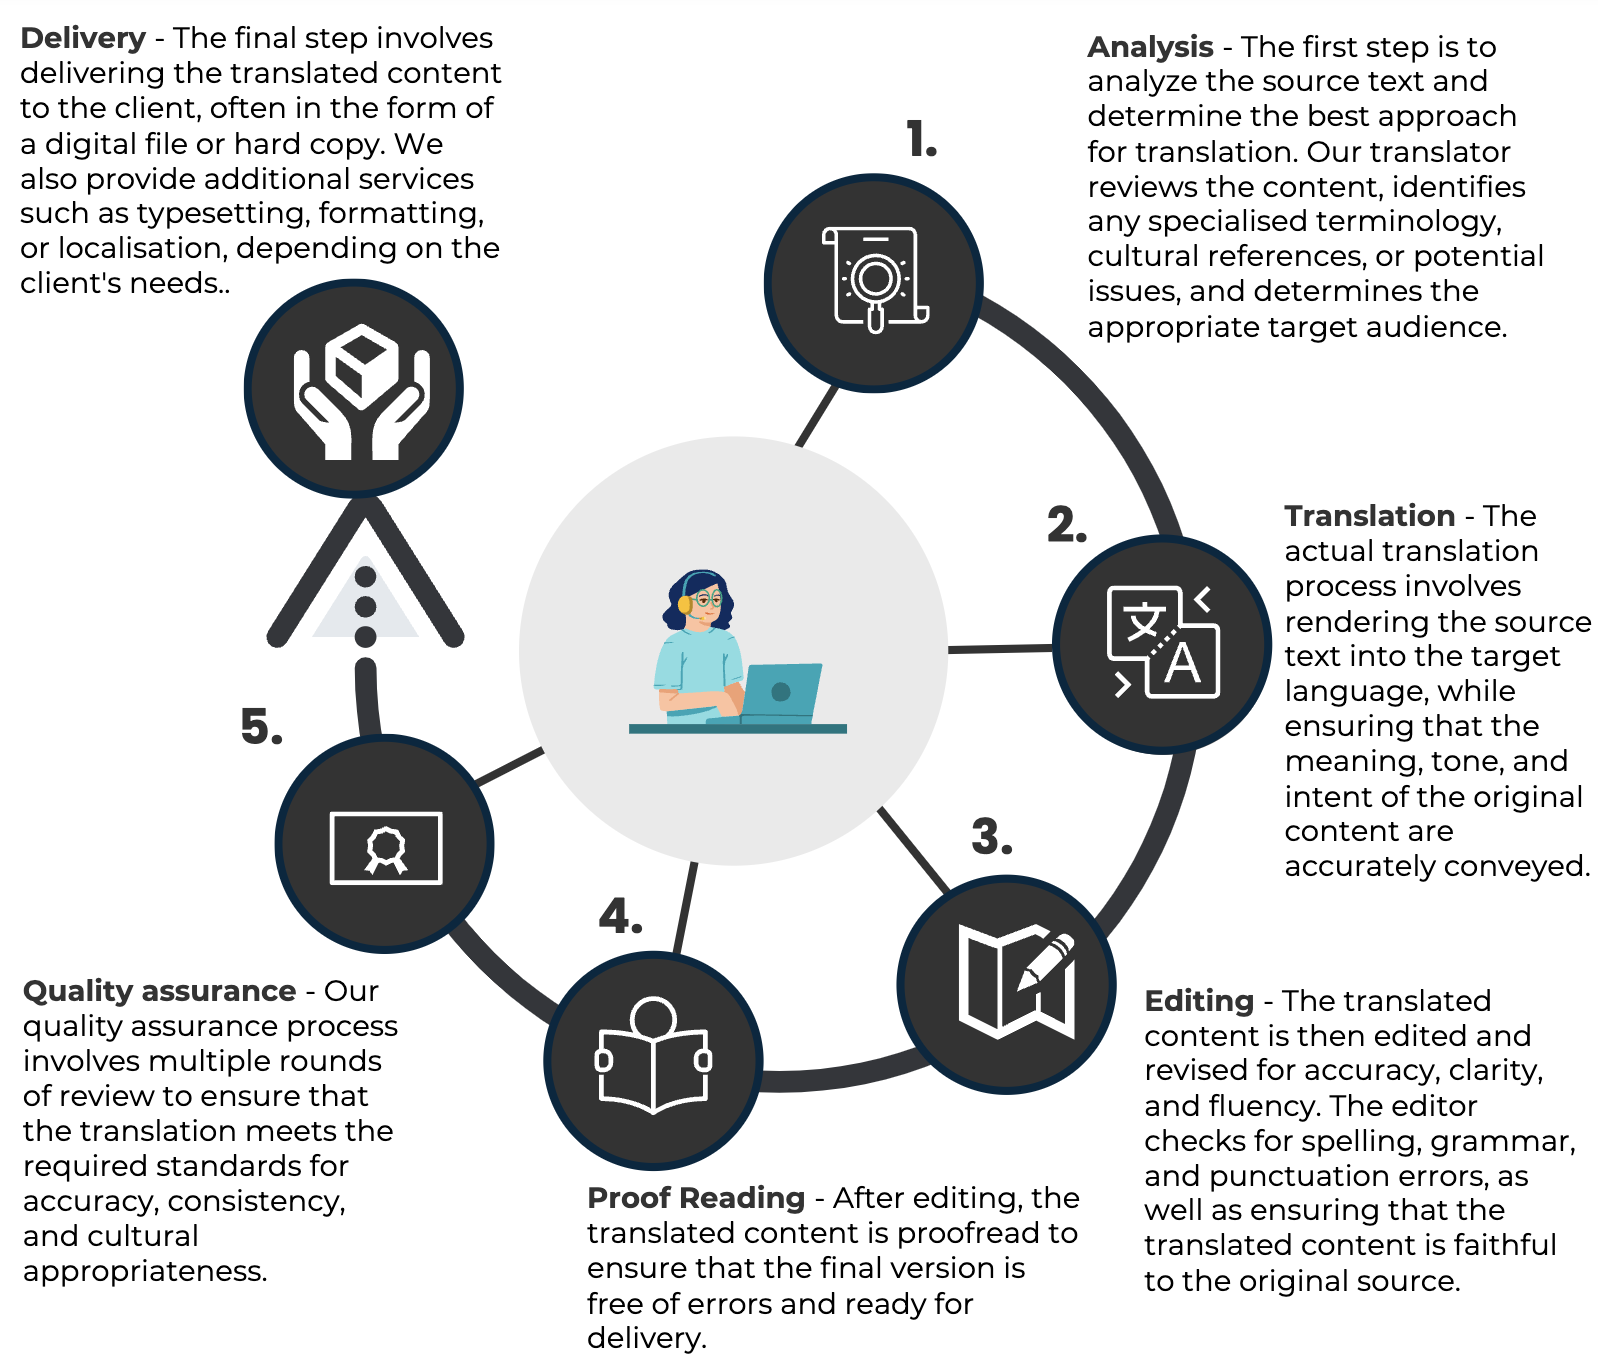 Delivery - The final step involves
delivering the translated content
to the client, often in the form of
a digital file or hard copy. We
also provide additional services
such as typesetting, formatting,
or localisation, depending on the
client's needs..
1.
Analysis - The first step is to
analyze the source text and
determine the best approach
for translation. Our translator
reviews the content, identifies
any specialised terminology,
cultural references, or potential
issues, and determines the
appropriate target audience.
2.
文
A
Translation - The
actual translation
process involves
rendering the source
text into the target
language, while
ensuring that the
meaning, tone, and
intent of the original
content are
accurately conveyed.
3.
Editing - The translated
content is then edited and
revised for accuracy, clarity,
and fluency. The editor
checks for spelling, grammar,
and punctuation errors, as
well as ensuring that the
translated content is faithful
to the original source.
4.
Proof Reading - After editing, the
translated content is proofread to
ensure that the final version is
free of errors and ready for
delivery.
5.
Quality assurance - Our
quality assurance process
involves multiple rounds
of review to ensure that
the translation meets the
required standards for
accuracy, consistency,
and cultural
appropriateness.